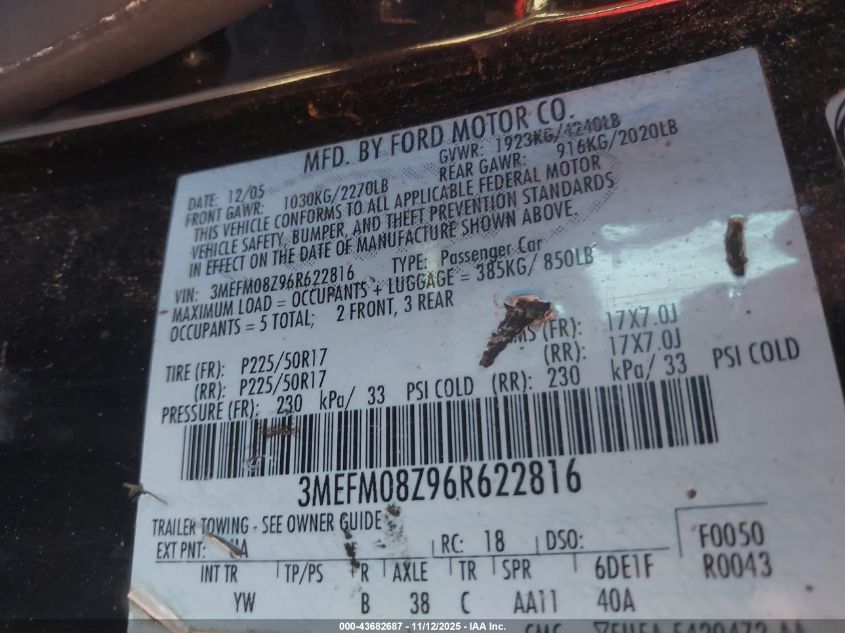 MFD. BY FORD MOTOR CO.
DATE: 12/05 GVWR: 1923KG/4240LB
FRONT GAWR: 1030KG/2270LB REAR GAWR: 916KG/2020LB
THIS VEHICLE CONFORMS TO ALL APPLICABLE FEDERAL MOTOR
VEHICLE SAFETY, BUMPER, AND THEFT PREVENTION STANDARDS
IN EFFECT ON THE DATE OF MANUFACTURE SHOWN ABOVE.
VIN: 3MEFM08Z96R622816 TYPE: Passenger Car
MAXIMUM LOAD = OCCUPANTS + LUGGAGE = 385KG/ 850LB
OCCUPANTS = 5 TOTAL; 2 FRONT, 3 REAR
TIRE (FR): P225/50R17 (FR): 17X7.0J
(RR): P225/50R17 (RR): 17X7.0J
PRESSURE (FR): 230 kPa/ 33 PSI COLD (RR): 230 kPa/ 33 PSI COLD
3MEFM08Z96R622816
TRAILER TOWING - SEE OWNER GUIDE
EXT PNT: RC: 18 DSO: F0050
INT TR TP/PS R AXLE TR SPR 6DE1F R0043
YW B 38 C AA11 40A
000-43682687 - 11/12/2025 - IAA Inc.